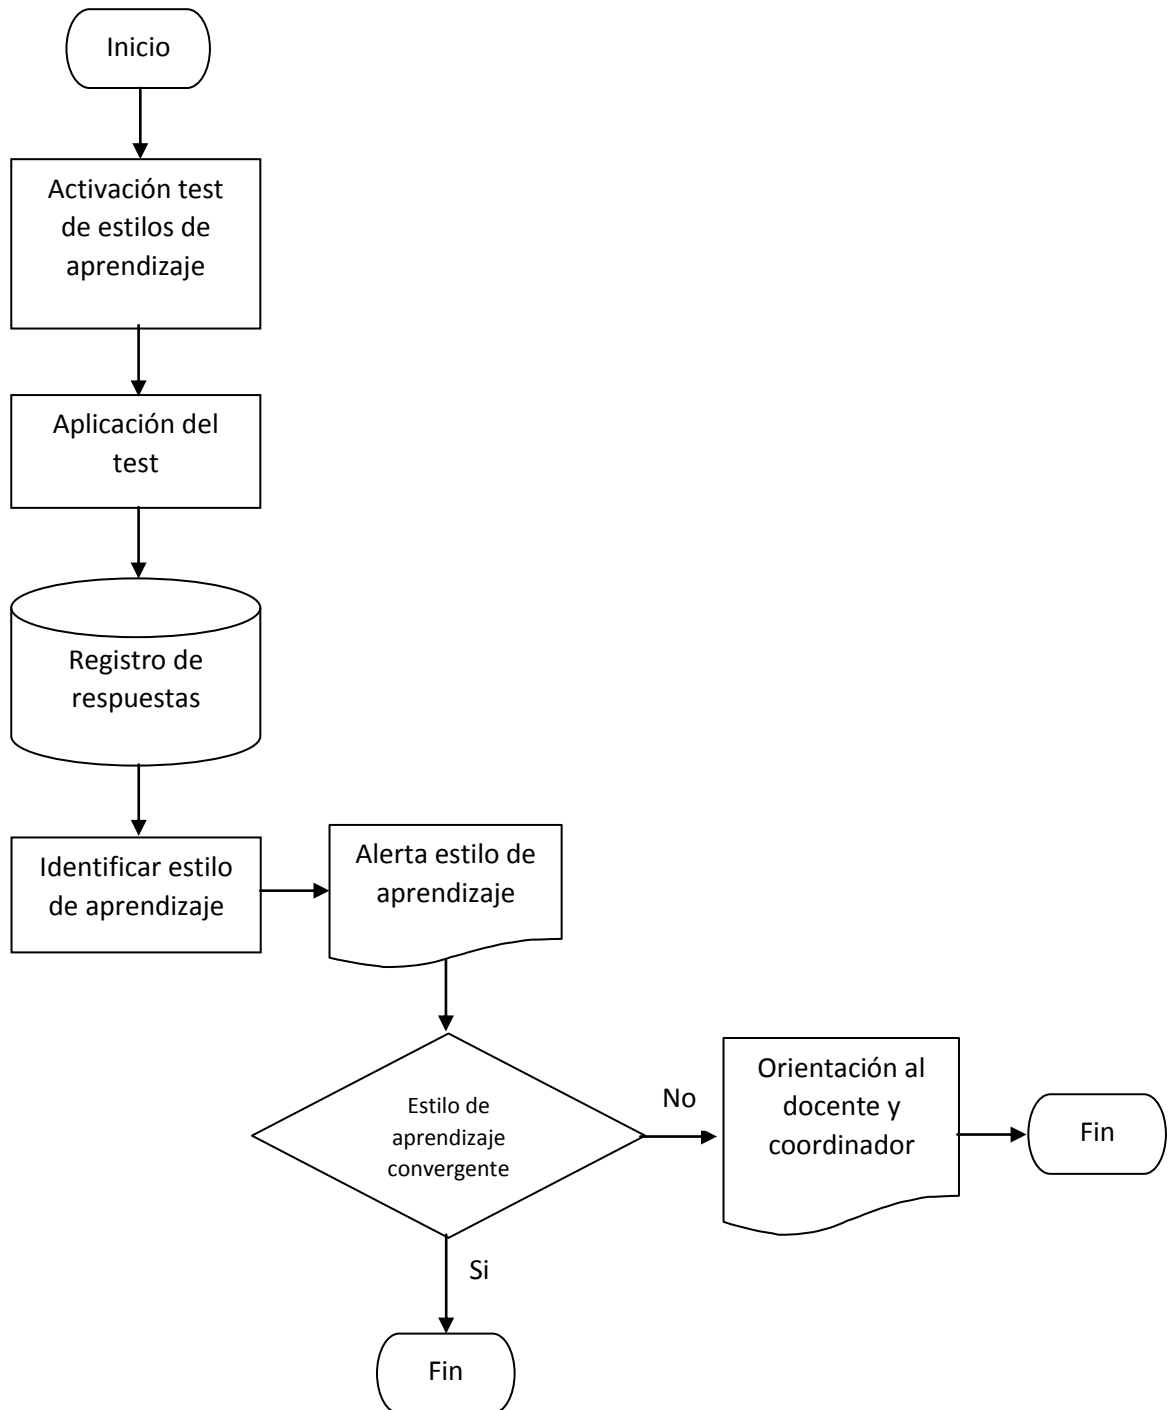 Inicio
Activación test
de estilos de
aprendizaje
Aplicación del
test
Registro de
respuestas
Identificar estilo
de aprendizaje
Alerta estilo de
aprendizaje
Estilo de
aprendizaje
convergente
No
Orientación al
docente y
coordinador
Fin
Si
Fin